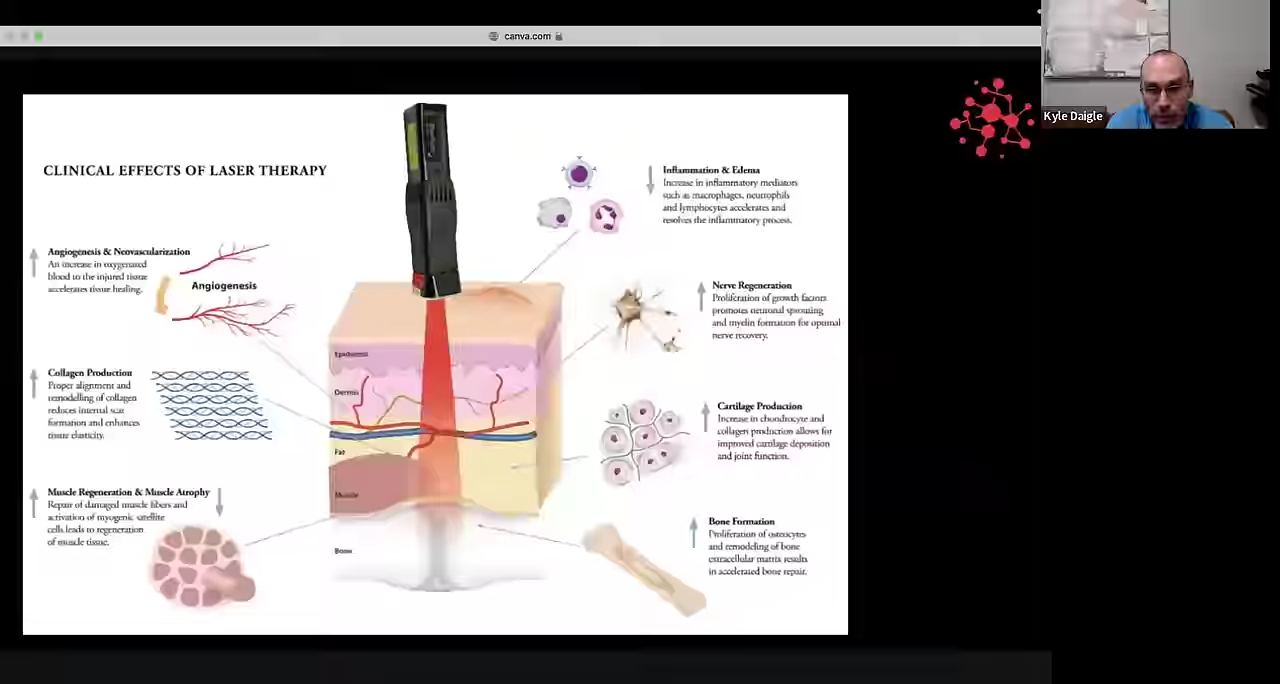 canva.com
Kyle Daigle
CLINICAL EFFECTS OF LASER THERAPY
Angiogenesis & Neovascularization
An increase in oxygenated
blood to the injured tissue
accelerates tissue healing.
Angiogenesis
Collagen Production
Proper alignment and
remodelling of collagen
reduces internal scar
formation and enhances
tissue elasticity.
Muscle Regeneration & Muscle Atrophy
Repair of damaged muscle fibers and
activation of myogenic satellite
cells leads to regeneration
of muscle tissue.
Epidermis
Dermis
Fat
Muscle
Bone
Inflammation & Edema
Increase in inflammatory mediators
such as macrophages, neutrophils
and lymphocytes accelerates and
resolves the inflammatory process.
Nerve Regeneration
Proliferation of growth factors
promotes neuronal sprouting
and myelin formation for optimal
nerve recovery.
Cartilage Production
Increase in chondrocyte and
collagen production allows for
improved cartilage deposition
and joint function.
Bone Formation
Proliferation of osteocytes
and remodeling of bone
extracellular matrix results
in accelerated bone repair.